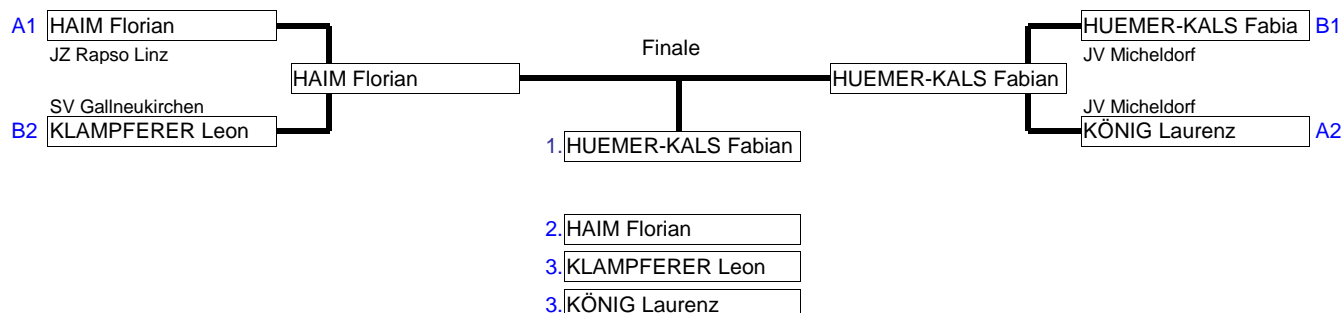 A1 HAIM Florian
JZ Rapso Linz
HAIM Florian
SV Gallneukirchen
B2 KLAMPFERER Leon
Finale
HUEMER-KALS Fabia B1
JV Micheldorf
HUEMER-KALS Fabian
JV Micheldorf
KÖNIG Laurenz A2
1. HUEMER-KALS Fabian
2. HAIM Florian
3. KLAMPFERER Leon
3. KÖNIG Laurenz